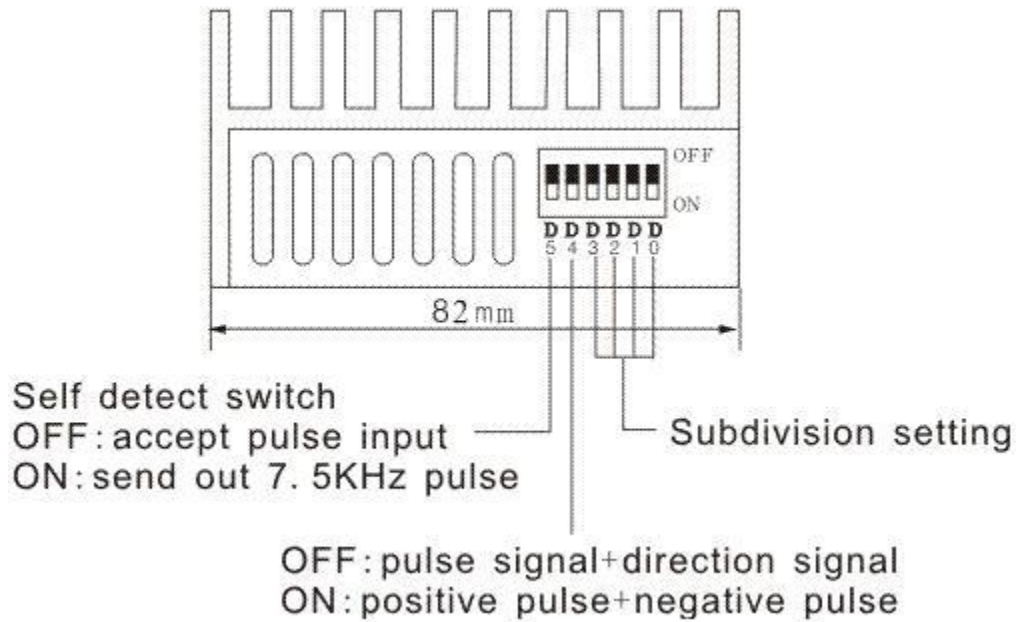 OFF
ON
D D D D D D
5 4 3 2 1 0
82mm
Self detect switch
OFF:accept pulse input
ON:send out 7.5KHz pulse
Subdivision setting
OFF:pulse signal+direction signal
ON:positive pulse+negative pulse